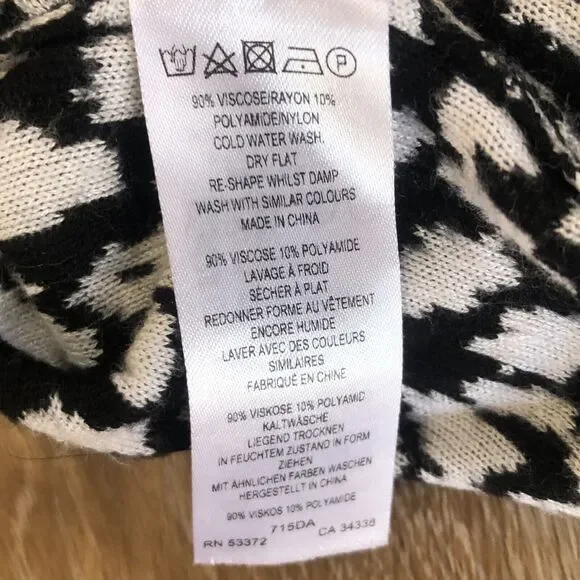 P
90% VISCOSE/RAYON 10%
POLYAMIDE/NYLON
COLD WATER WASH.
DRY FLAT
RE-SHAPE WHILST DAMP
WASH WITH SIMILAR COLOURS
MADE IN CHINA
90% VISCOSE 10% POLYAMIDE
LAVAGE À FROID
SÉCHER À PLAT
REDONNER FORME AU VÊTEMENT
ENCORE HUMIDE
LAVER AVEC DES COULEURS
SIMILAIRES
FABRIQUÉ EN CHINE
90% VISKOSE 10% POLYAMID
KALTWÄSCHE
LIEGEND TROCKNEN
IN FEUCHTEM ZUSTAND IN FORM
ZIEHEN
MIT ÄHNLICHEN FARBEN WASCHEN
HERGESTELLT IN CHINA
90% VISKOS 10% POLYAMIDE
RN 53372 715DA CA 34338